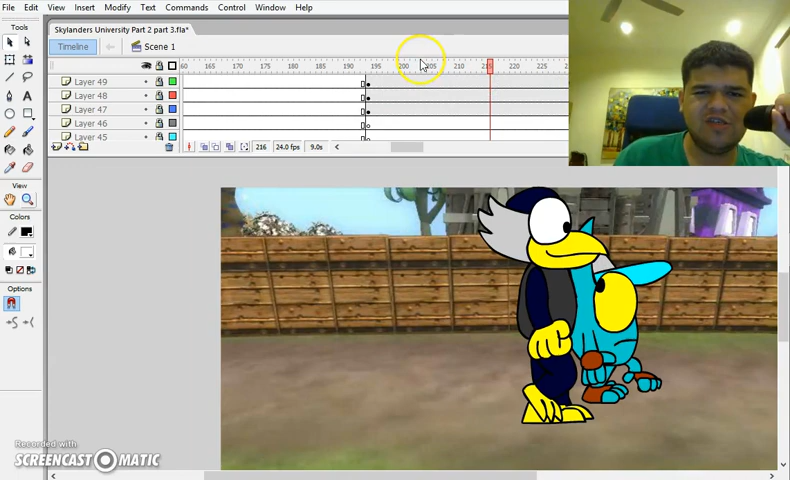 File Edit View Insert Modify Text Commands Control Window Help
Tools
Skylanders University Part 2 part 3.fla*
Timeline
Scene 1
60 165 170 175 180 185 190 195 200 205 210 215 220 225
Layer 49
Layer 48
Layer 47
Layer 46
Layer 45
216 24.0 fps 9.0s
View
Colors
Options
Recorded with
SCREENCAST MATIC